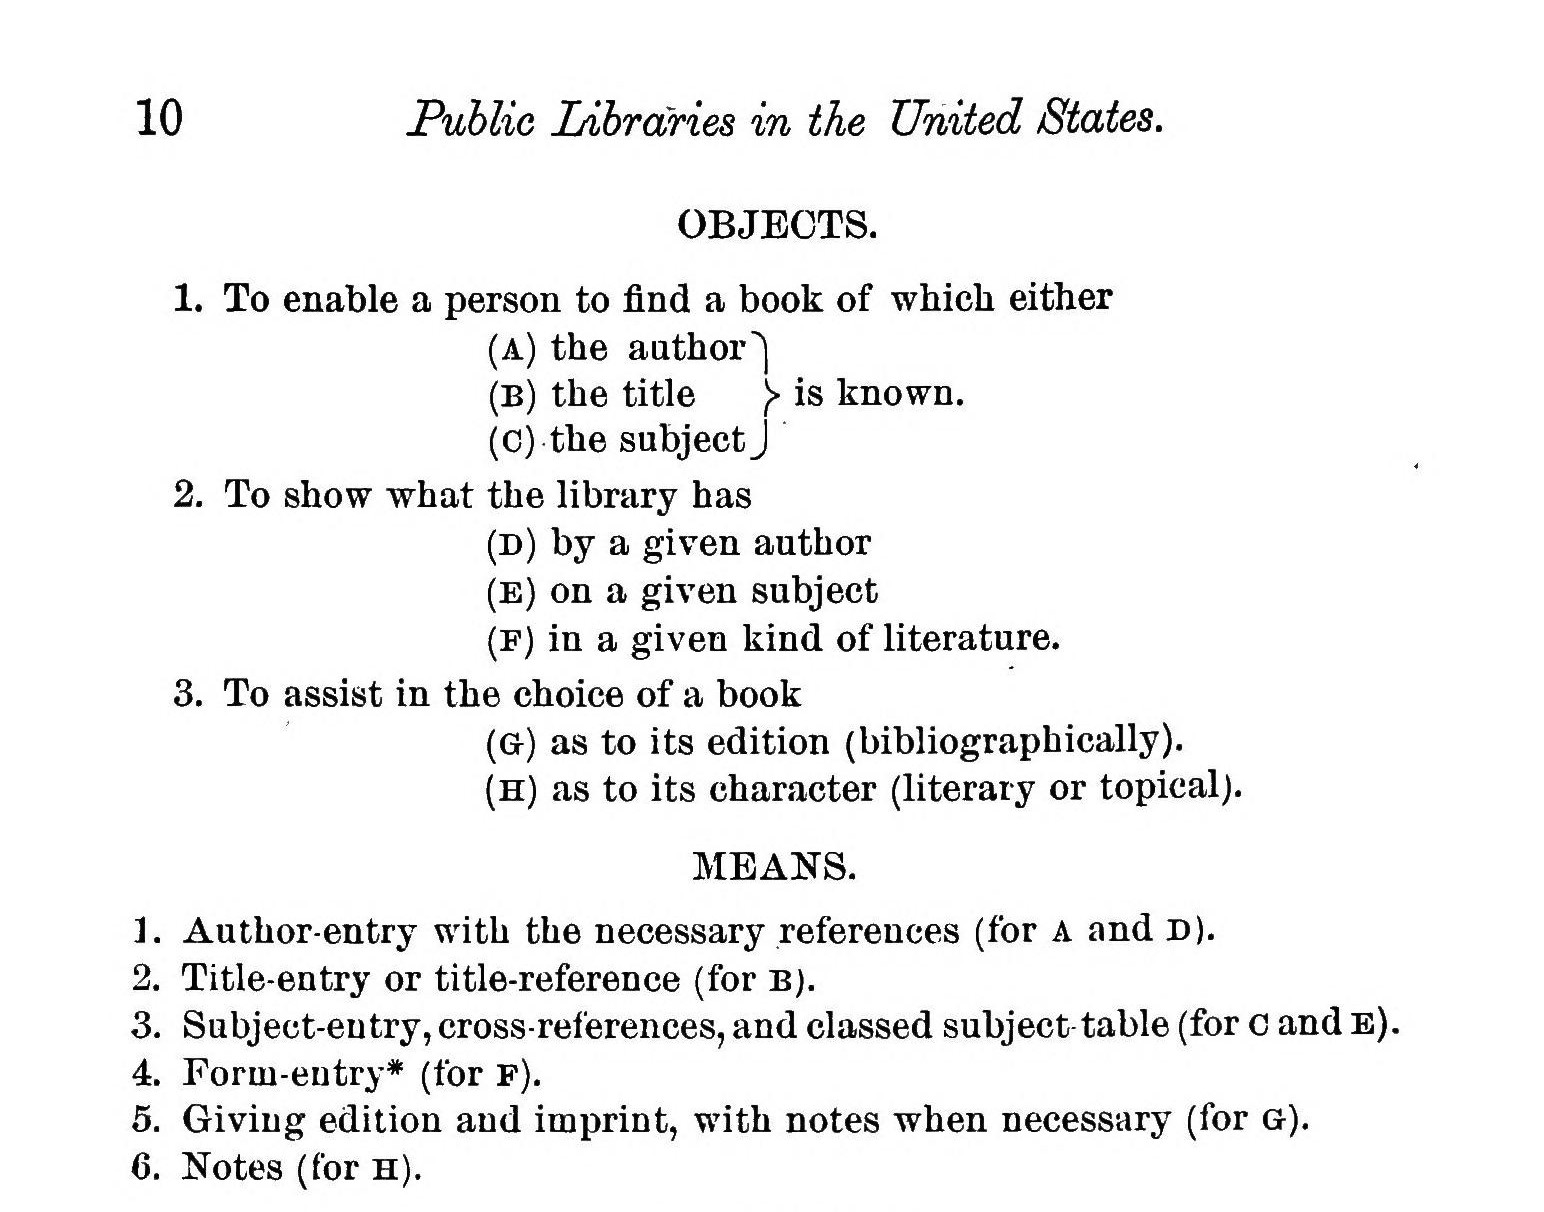 10 Public Libraries in the United States.
OBJECTS.
1. To enable a person to find a book of which either
(A) the author
(B) the title } is known.
(C) the subject
2. To show what the library has
(D) by a given author
(E) on a given subject
(F) in a given kind of literature.
3. To assist in the choice of a book
(G) as to its edition (bibliographically).
(H) as to its character (literary or topical).
MEANS.
1. Author-entry with the necessary references (for A and D).
2. Title-entry or title-reference (for B).
3. Subject-entry, cross-references, and classed subject-table (for C and E).
4. Form-entry* (for F).
5. Giving edition and imprint, with notes when necessary (for G).
6. Notes (for H).